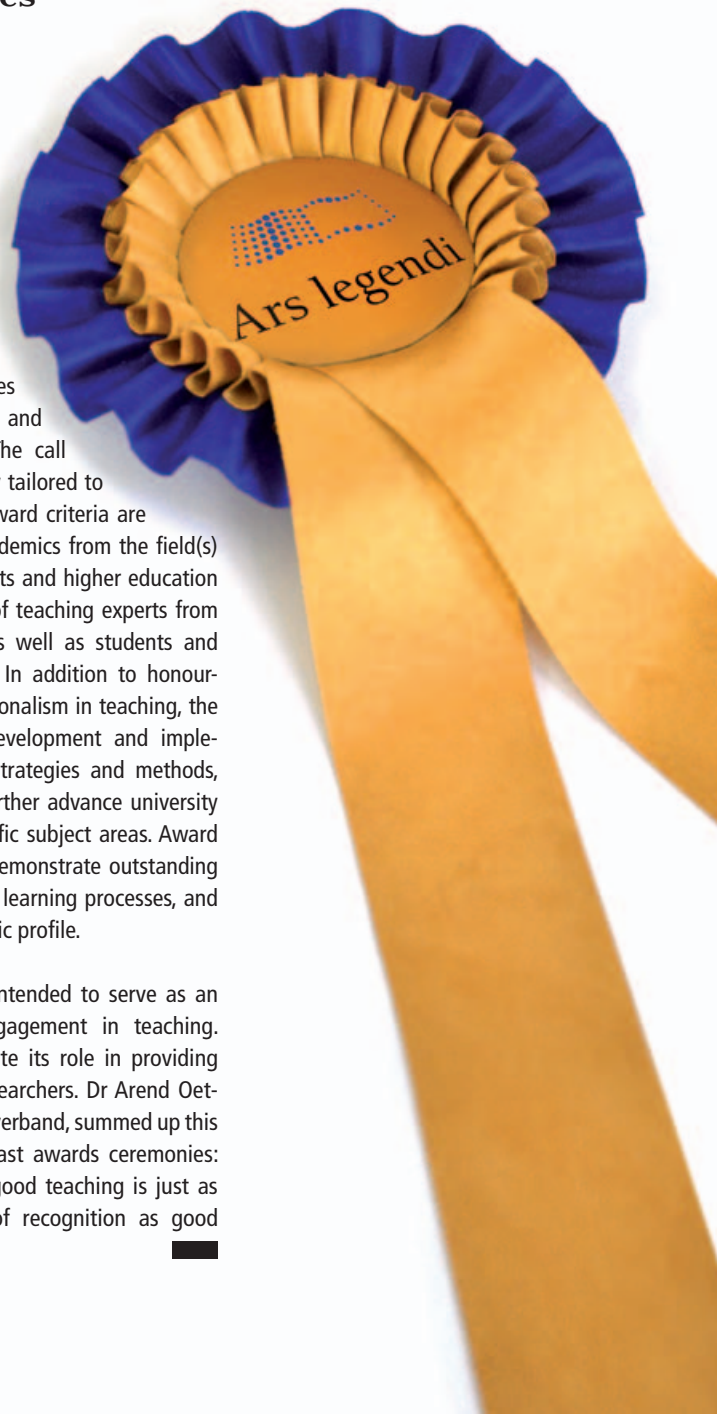 Ars legendi
es
and
he call
tailored to
ward criteria are
demics from the field(s)
ts and higher education
of teaching experts from
s well as students and
In addition to honour-
onalism in teaching, the
evelopment and imple-
trategies and methods,
rther advance university
fic subject areas. Award
emonstrate outstanding
learning processes, and
ic profile.
ntended to serve as an
gagement in teaching.
te its role in providing
earchers. Dr Arend Oet-
erband, summed up this
ast awards ceremonies:
good teaching is just as
of recognition as good